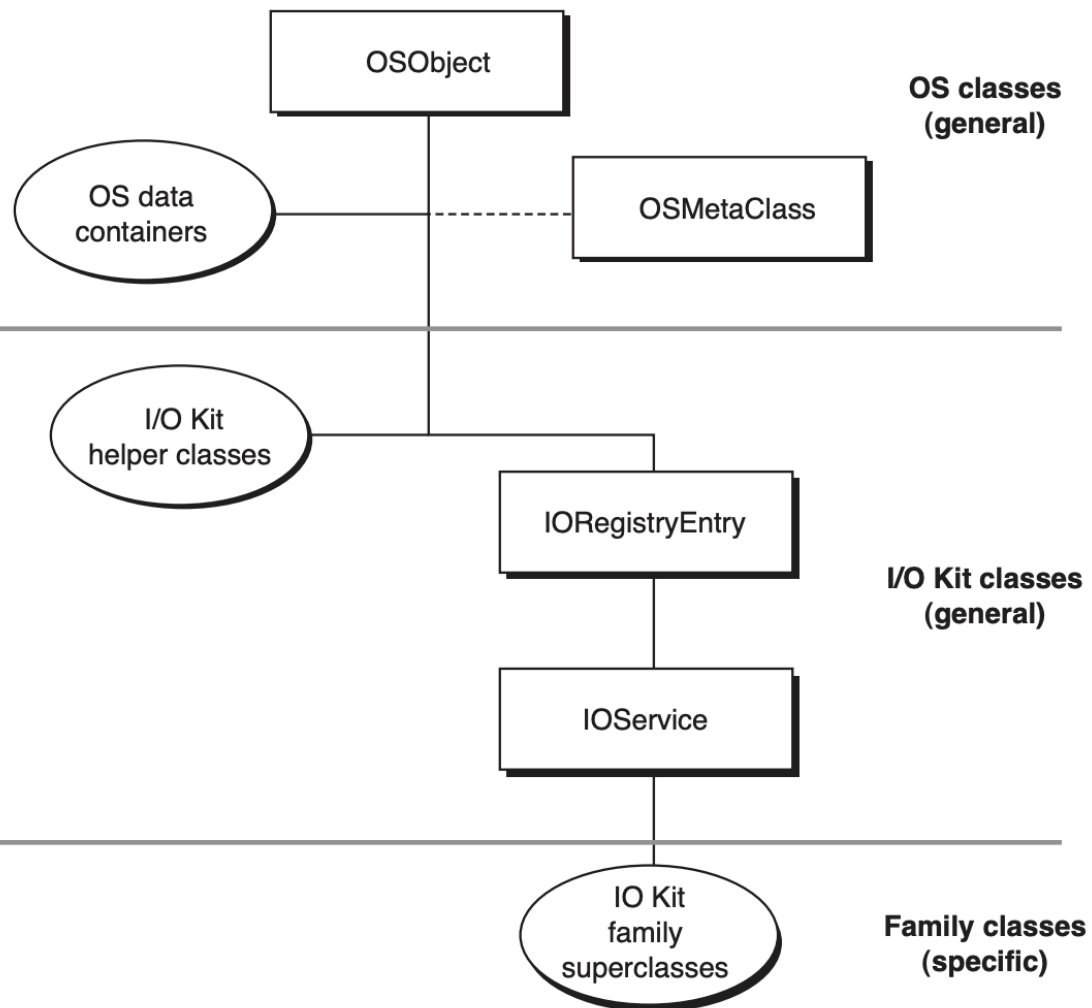 OSObject
OS classes
(general)
OS data
containers
OSMetaClass
I/O Kit
helper classes
IORegistryEntry
I/O Kit classes
(general)
IOService
IO Kit
family
superclasses
Family classes
(specific)